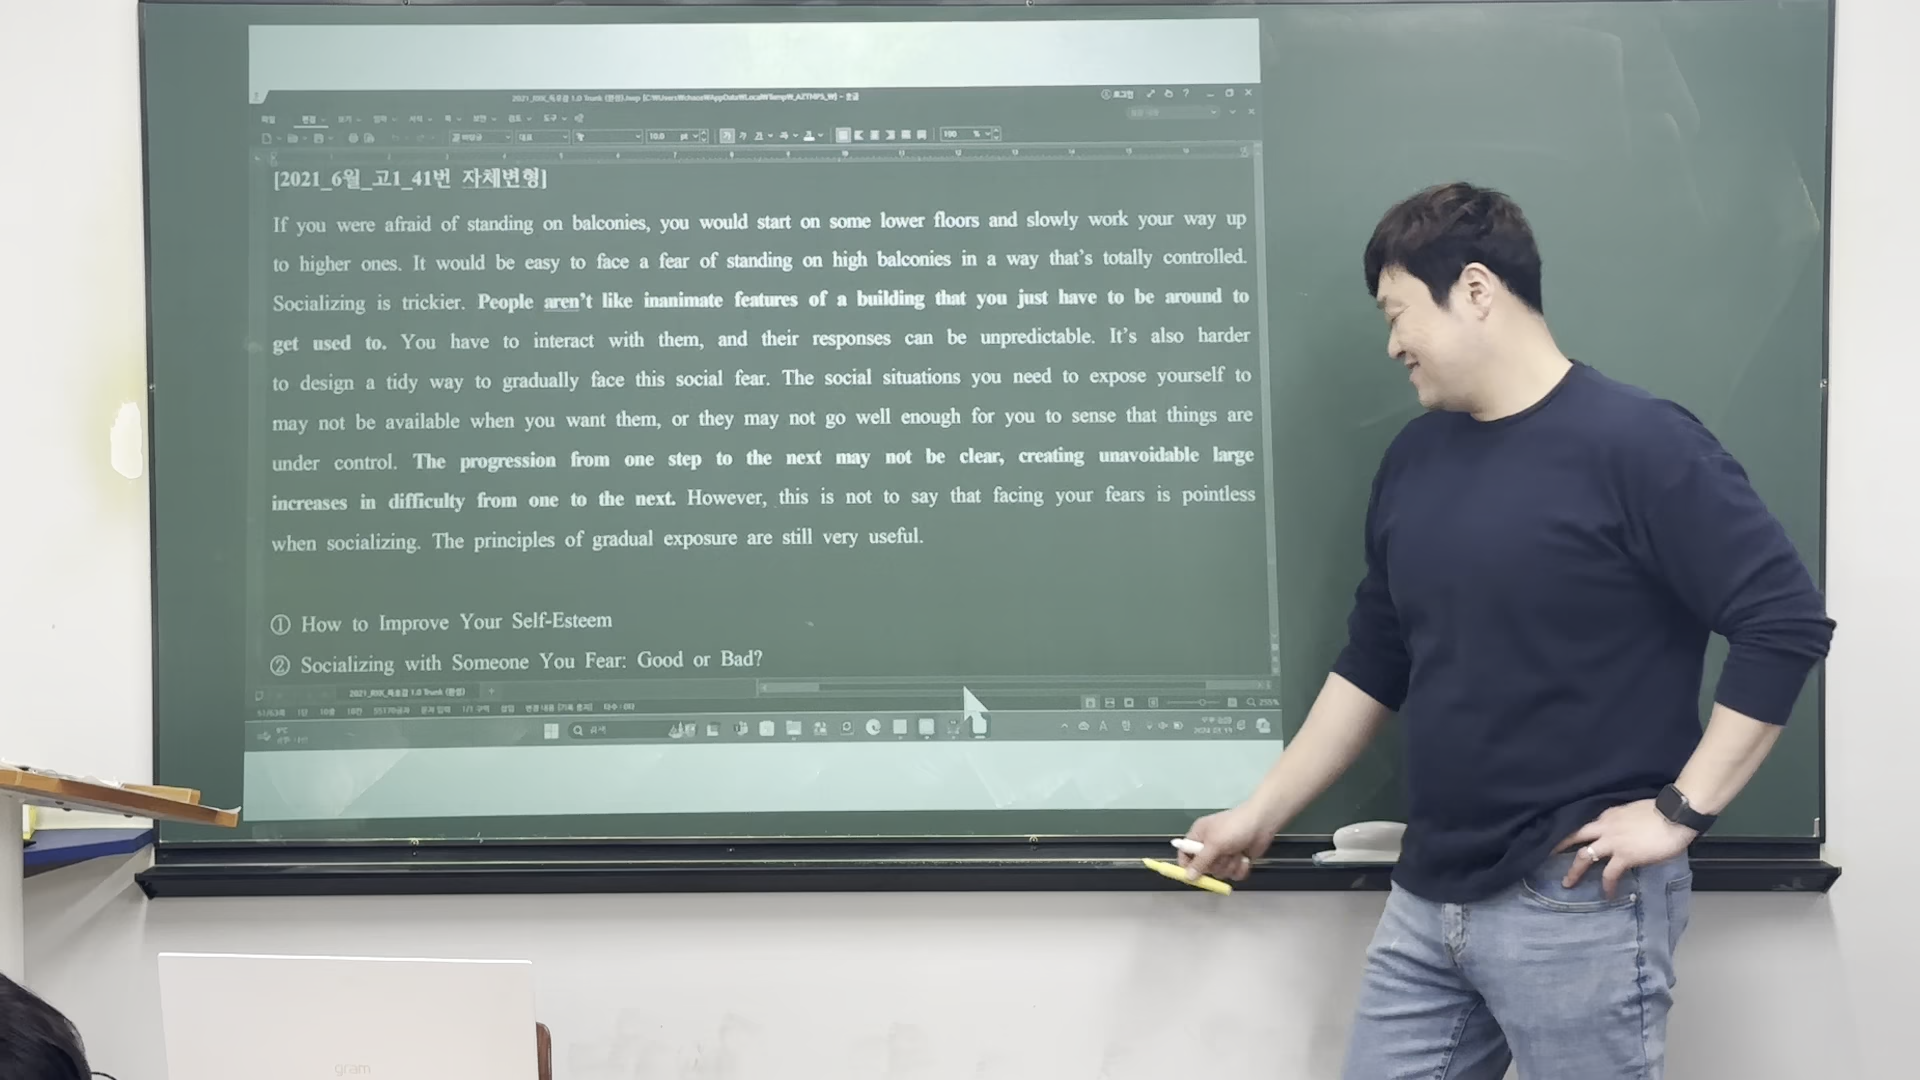 [2021_6월_고1_41번 자체변형]
If you were afraid of standing on balconies, you would start on some lower floors and slowly work your way up
to higher ones. It would be easy to face a fear of standing on high balconies in a way that's totally controlled.
Socializing is trickier. People aren't like inanimate features of a building that you just have to be around to
get used to. You have to interact with them, and their responses can be unpredictable. It's also harder
to design a tidy way to gradually face this social fear. The social situations you need to expose yourself to
may not be available when you want them, or they may not go well enough for you to sense that things are
under control. The progression from one step to the next may not be clear, creating unavoidable large
increases in difficulty from one to the next. However, this is not to say that facing your fears is pointless
when socializing. The principles of gradual exposure are still very useful.
① How to Improve Your Self-Esteem
② Socializing with Someone You Fear: Good or Bad?
검색
gram